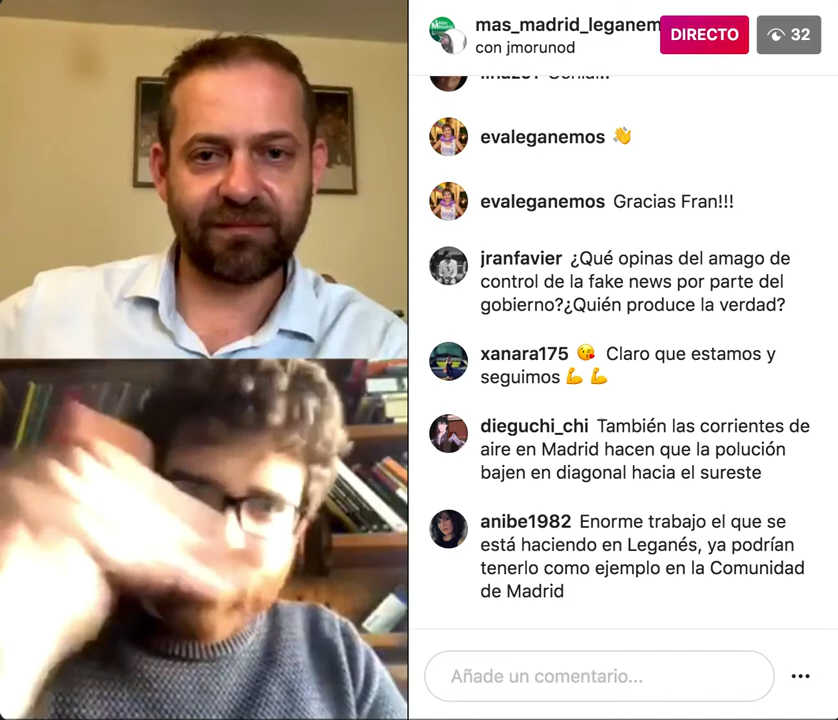 mas_madrid_leganem
con jmorunod
DIRECTO
32
evaleganemos 👋
evaleganemos Gracias Fran!!!
jranfavier ¿Qué opinas del amago de
control de la fake news por parte del
gobierno?¿Quién produce la verdad?
xanara175 😘 Claro que estamos y
seguimos 💪 💪
dieguchi_chi También las corrientes de
aire en Madrid hacen que la polución
bajen en diagonal hacia el sureste
anibe1982 Enorme trabajo el que se
está haciendo en Leganés, ya podrían
tenerlo como ejemplo en la Comunidad
de Madrid
Añade un comentario...